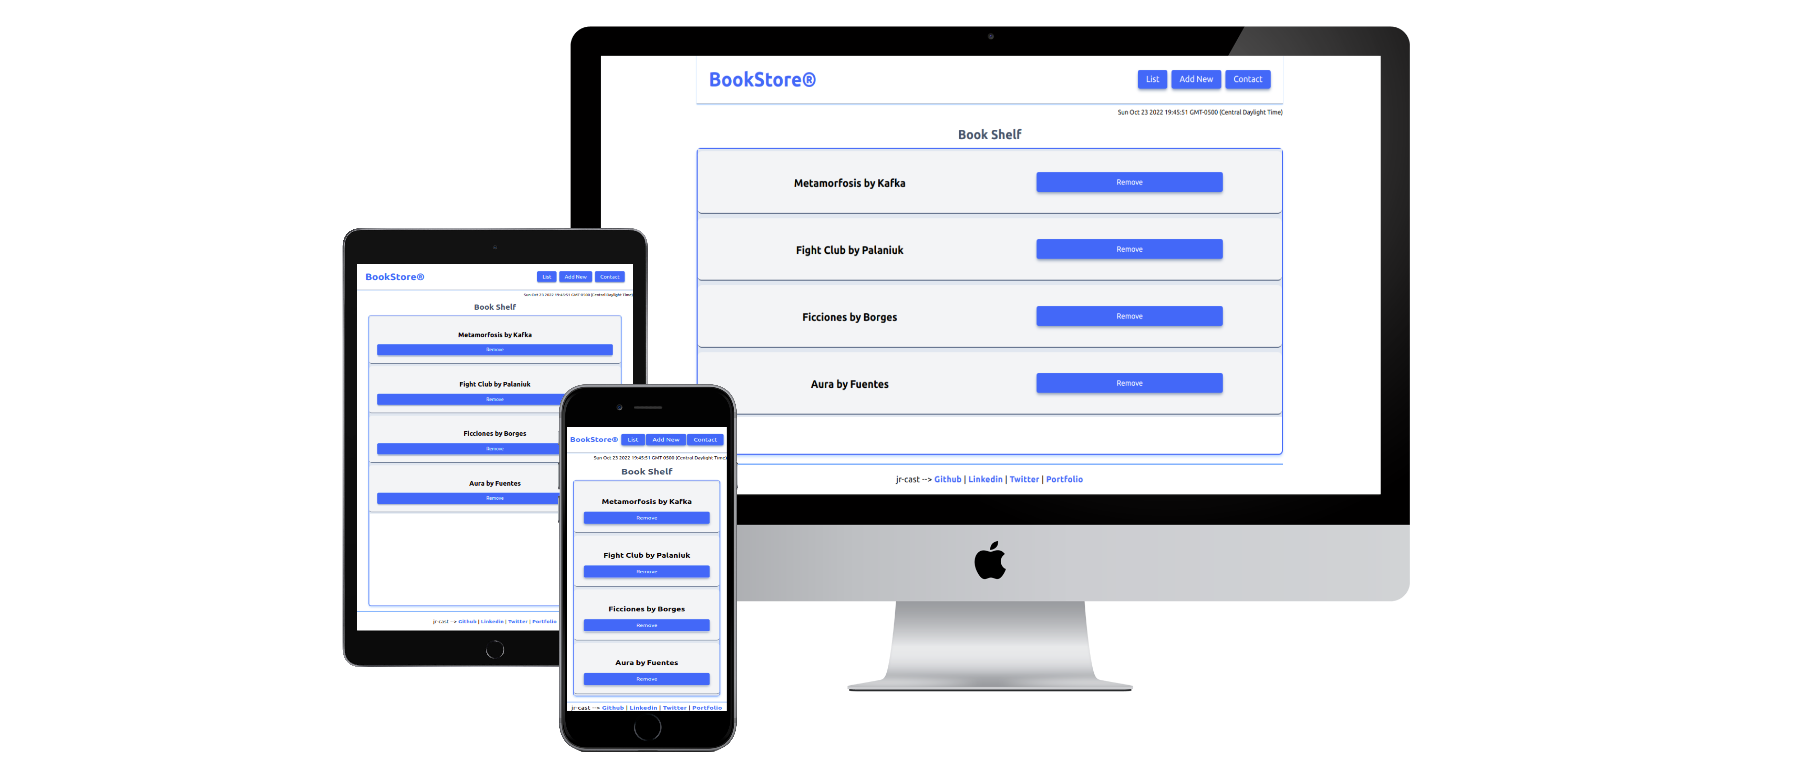 BookStore®
List Add New Contact
Sun Oct 23 2022 19:45:51 GMT-0500 (Central Daylight Time)
Book Shelf
Metamorfosis by Kafka
Remove
Fight Club by Palaniuk
Remove
Ficciones by Borges
Remove
Aura by Fuentes
Remove
jr-cast --> Github | Linkedin | Twitter | Portfolio
BookStore®
List Add New Contact
Sun Oct 23 2022 19:45:51 GMT-0500 (Central Daylight Time)
Book Shelf
Metamorfosis by Kafka
Remove
Fight Club by Palaniuk
Remove
Ficciones by Borges
Remove
Aura by Fuentes
Remove
jr-cast --> Github | Linkedin | Twitter | Portfolio
BookStore® List Add New Contact
Sun Oct 23 2022 19:45:51 GMT-0500 (Central Daylight Time)
Book Shelf
Metamorfosis by Kafka
Remove
Fight Club by Palaniuk
Remove
Ficciones by Borges
Remove
Aura by Fuentes
Remove
jr-cast --> Github | Linkedin | Twitter | Portfolio